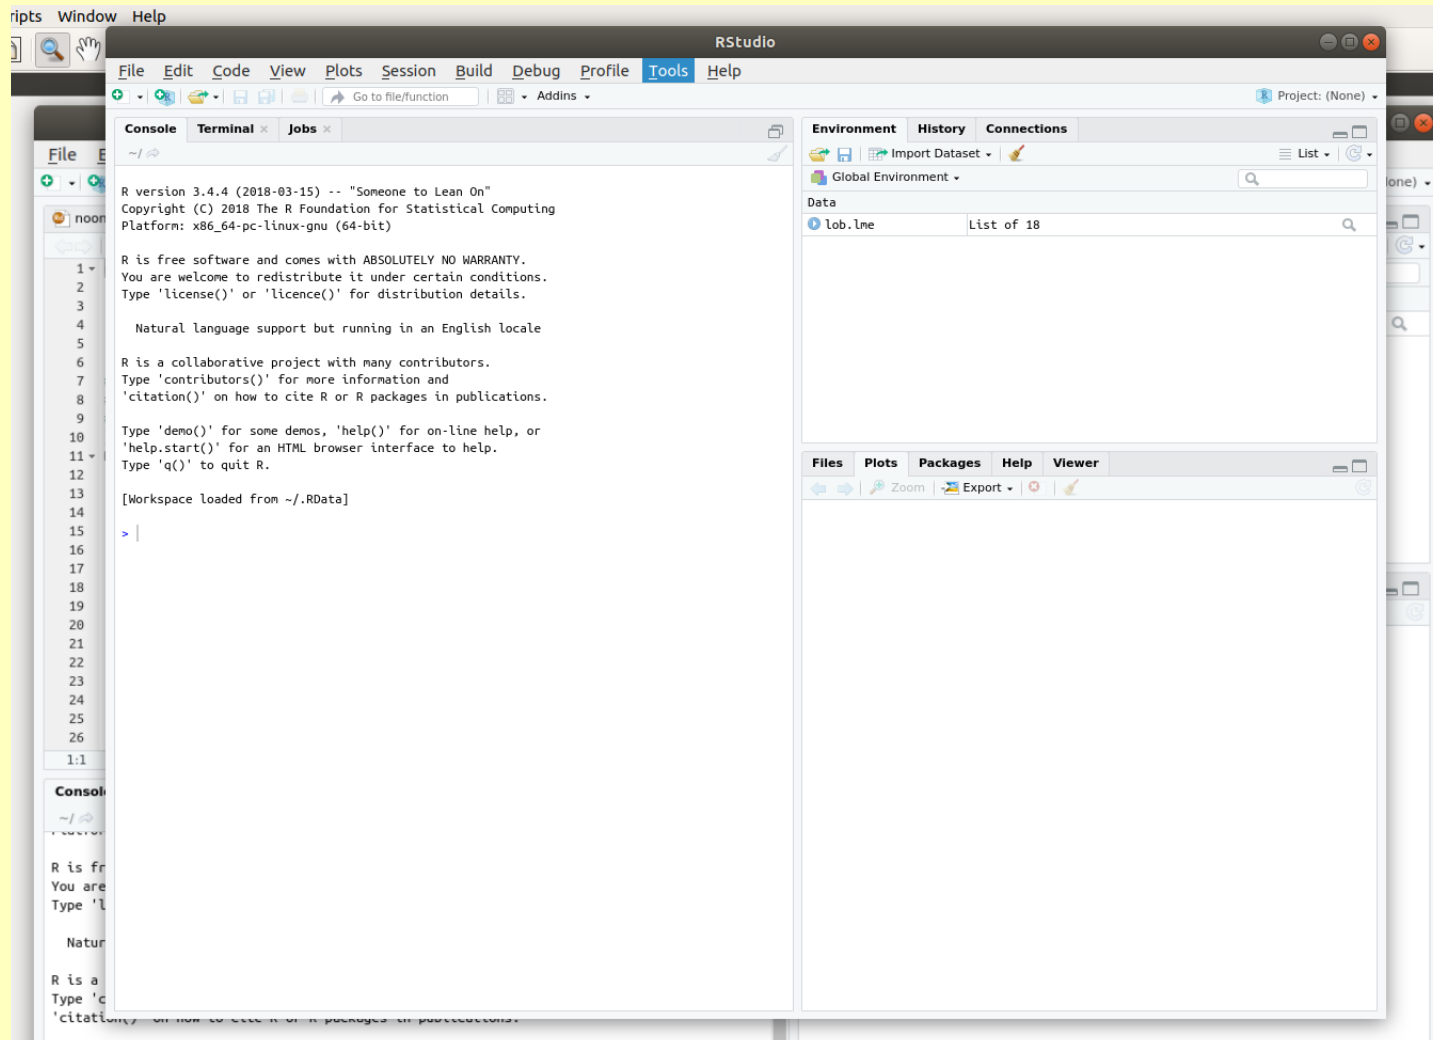 ripts Window Help
RStudio
File Edit Code View Plots Session Build Debug Profile Tools Help
Go to file/function Addins Project: (None)
Console Terminal Jobs
~/
R version 3.4.4 (2018-03-15) -- "Someone to Lean On"
Copyright (C) 2018 The R Foundation for Statistical Computing
Platform: x86_64-pc-linux-gnu (64-bit)
R is free software and comes with ABSOLUTELY NO WARRANTY.
You are welcome to redistribute it under certain conditions.
Type 'license()' or 'licence()' for distribution details.
Natural language support but running in an English locale
R is a collaborative project with many contributors.
Type 'contributors()' for more information and
'citation()' on how to cite R or R packages in publications.
Type 'demo()' for some demos, 'help()' for on-line help, or
'help.start()' for an HTML browser interface to help.
Type 'q()' to quit R.
[Workspace loaded from ~/.RData]
>
Environment History Connections
Import Dataset List
Global Environment
Data
lob.lme List of 18
Files Plots Packages Help Viewer
Zoom Export
File E
one)
noon
1
2
3
4
5
6
7
8
9
10
11
12
13
14
15
16
17
18
19
20
21
22
23
24
25
26
1:1
Consol
~/
R is fr
You are
Type 'l
Natur
R is a
Type 'c
'citation()' on how to cite R or R packages in publications.